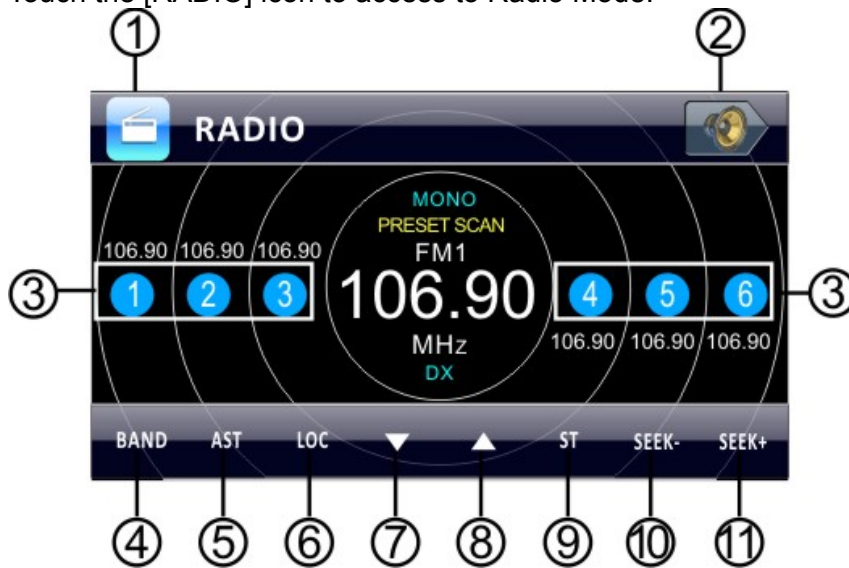 Touch the [RADIO] icon to access to Radio Mode.
① ②
RADIO
MONO
PRESET SCAN
FM1
106.90 106.90 106.90
③ 1 2 3 106.90 4 5 6 ③
MHz
106.90 106.90 106.90
DX
BAND AST LOC ▼ ▲ ST SEEK- SEEK+
④ ⑤ ⑥ ⑦ ⑧ ⑨ ⑩ ⑪